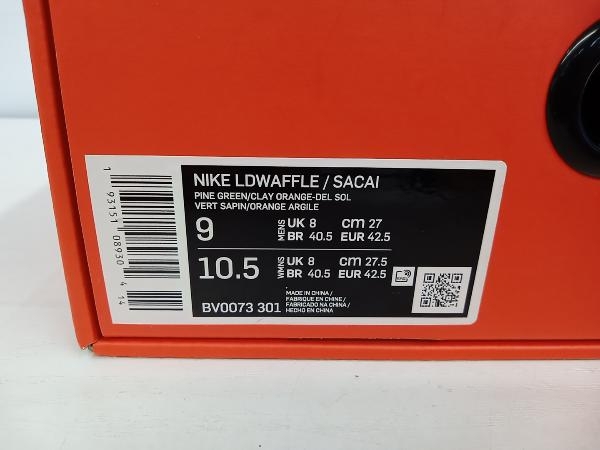 NIKE LDWAFFLE / SACAI
PINE GREEN/CLAY ORANGE-DEL SOL
VERT SAPIN/ORANGE ARGILE
9 MENS UK 8 cm 27
BR 40.5 EUR 42.5
10.5 WMNS UK 8 cm 27.5
BR 40.5 EUR 42.5
MADE IN CHINA /
FABRIQUE EN CHINE /
FABRICADO NA CHINA /
HECHO EN CHINA
BV0073 301
1 93151 08930 4 14